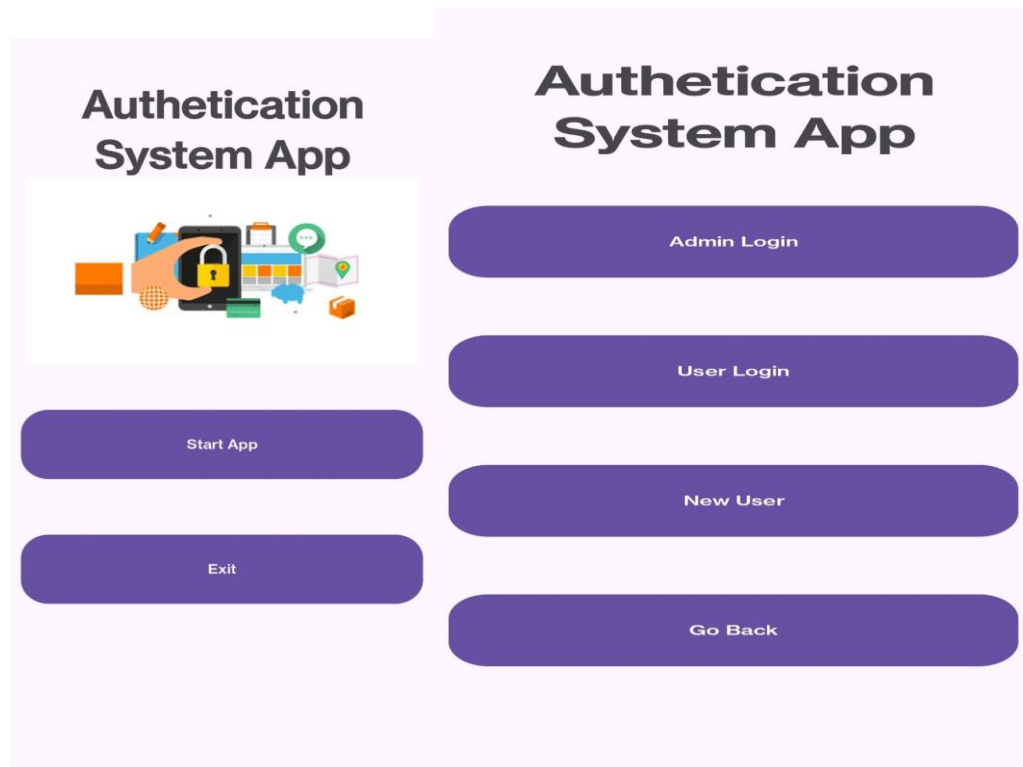 Authetication
System App
Start App
Exit
Authetication
System App
Admin Login
User Login
New User
Go Back